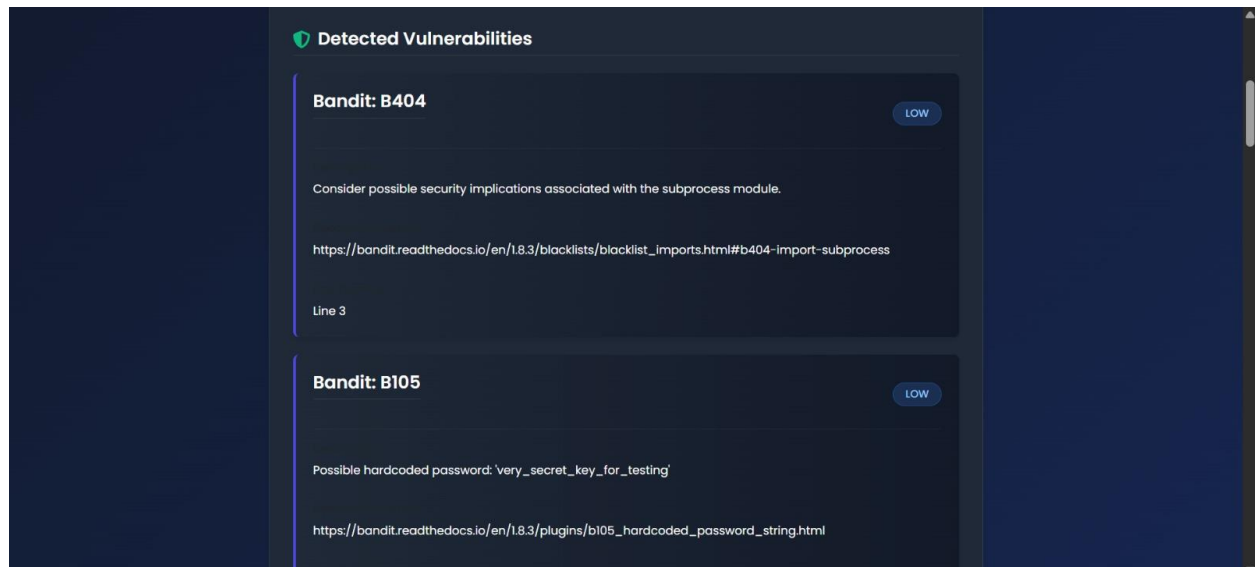 Detected Vulnerabilities
Bandit: B404
LOW
Consider possible security implications associated with the subprocess module.
https://bandit.readthedocs.io/en/1.8.3/blacklists/blacklist_imports.html#b404-import-subprocess
Line 3
Bandit: B105
LOW
Possible hardcoded password: 'very_secret_key_for_testing'
https://bandit.readthedocs.io/en/1.8.3/plugins/b105_hardcoded_password_string.html